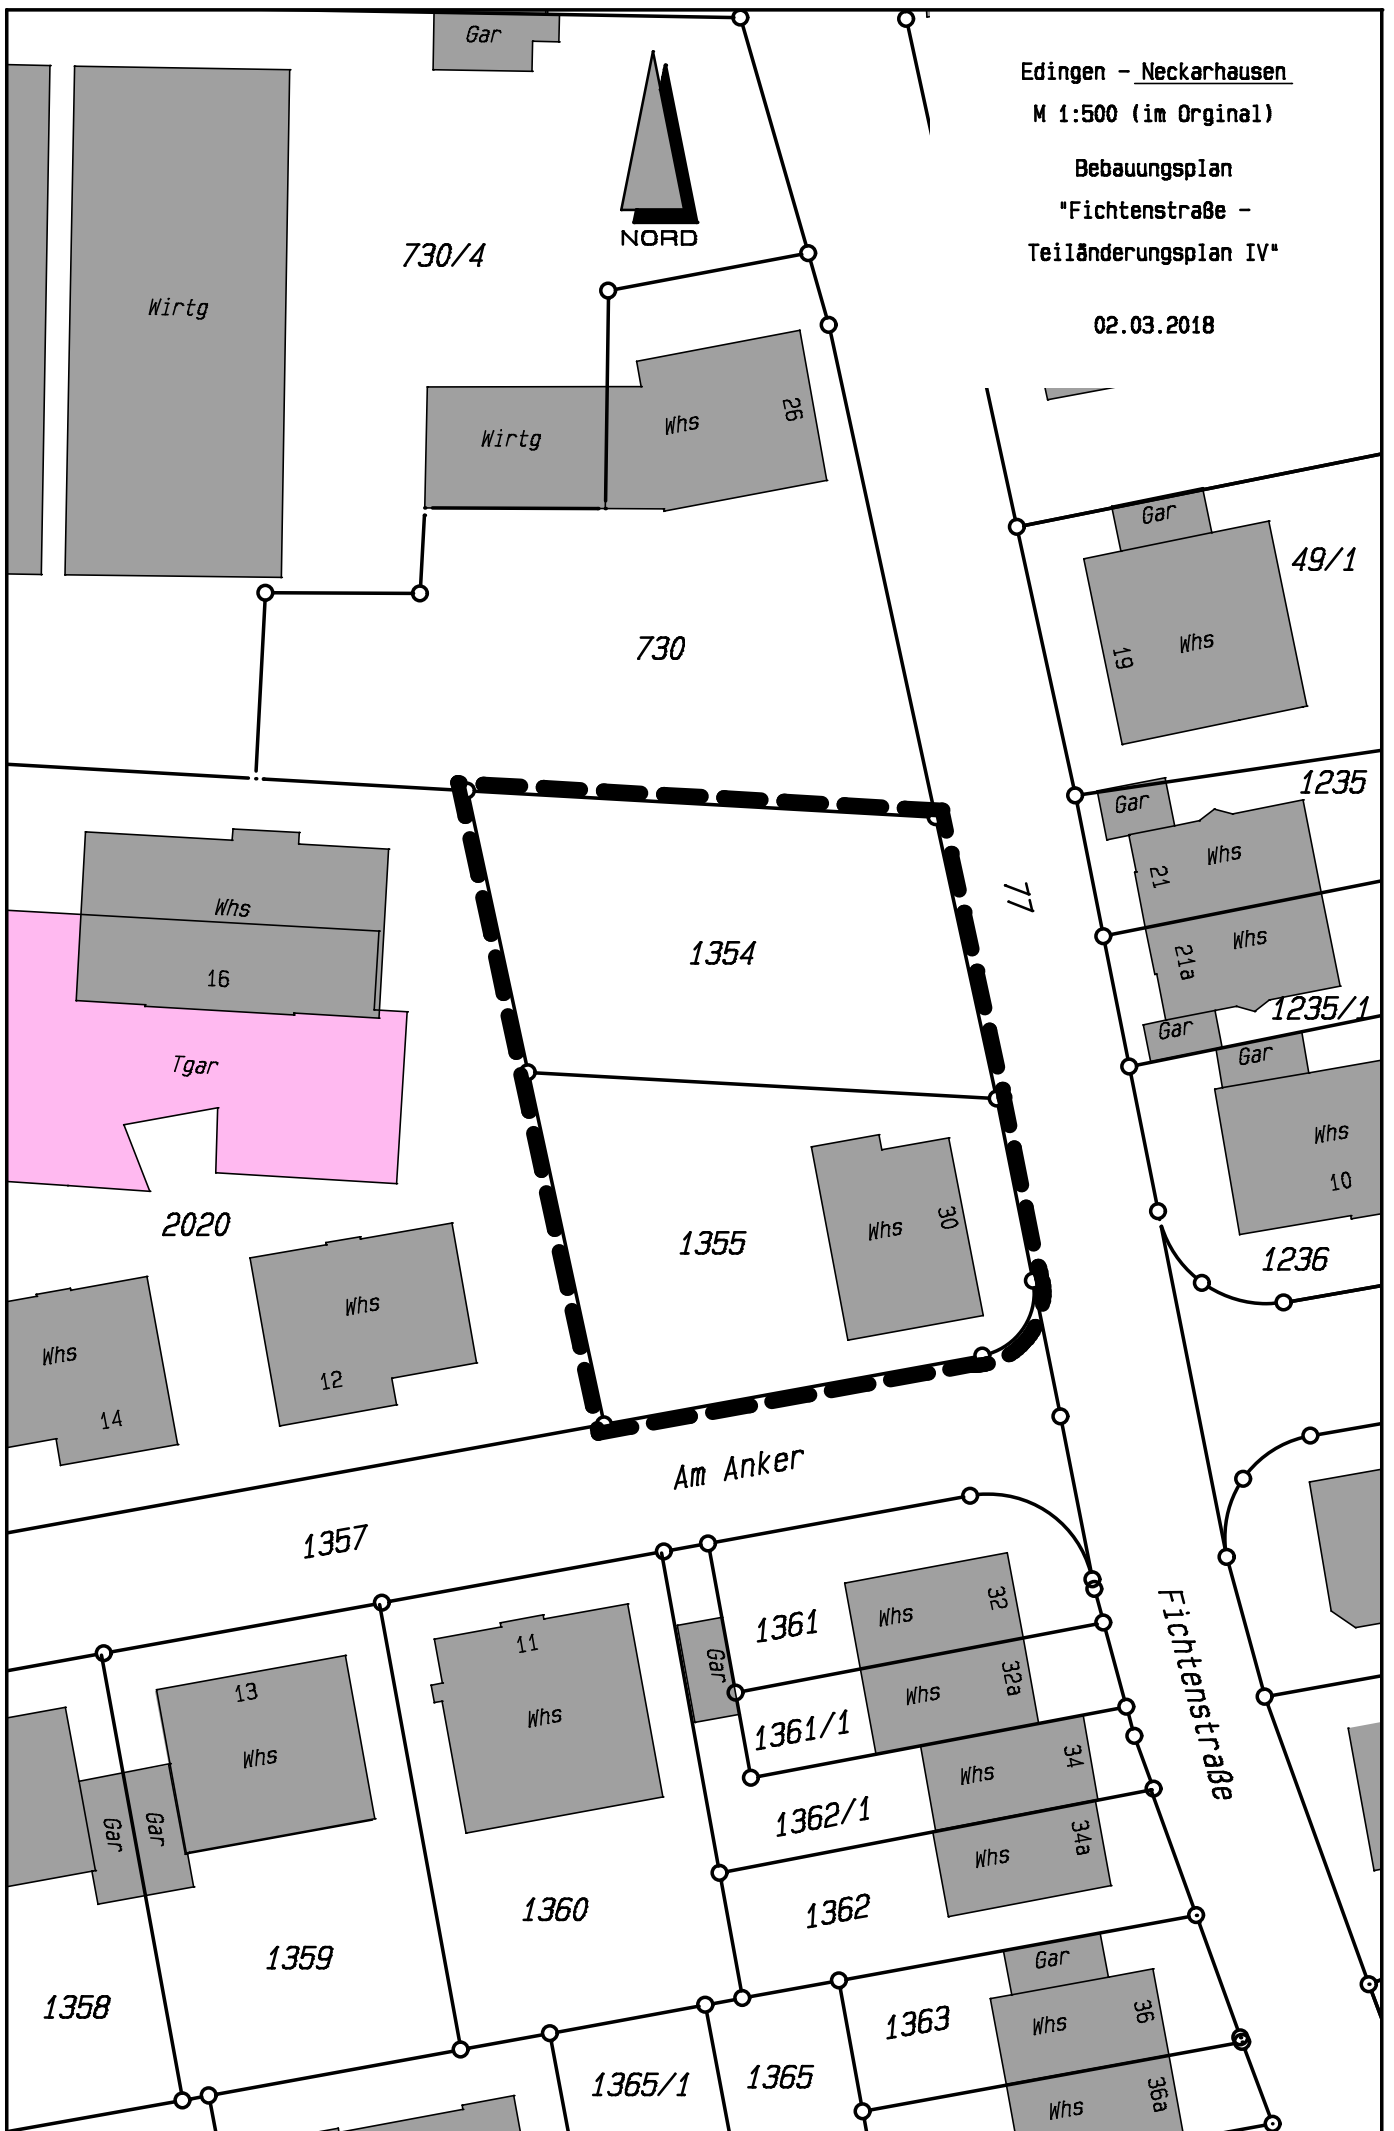 Gar
Edingen - Neckarhausen
M 1:500 (im Orginal)
Bebauungsplan
"Fichtenstraße -
Teiländerungsplan IV"
02.03.2018
NORD
730/4
Wirtg
Wirtg
Whs
26
Gar
49/1
Whs
19
730
1235
Gar
Whs
21
77
Whs
16
1354
Whs
21a
1235/1
Gar
Gar
Tgar
Whs
10
2020
1355
Whs
30
1236
Whs
12
Whs
14
Am Anker
1357
Fichtenstraße
1361
Whs
32
11
Whs
Gar
Whs
32a
13
Whs
1361/1
Whs
34
Gar
Gar
1362/1
Whs
34a
1360
1362
1359
Gar
1358
1363
Whs
36
1365/1
1365
Whs
36a